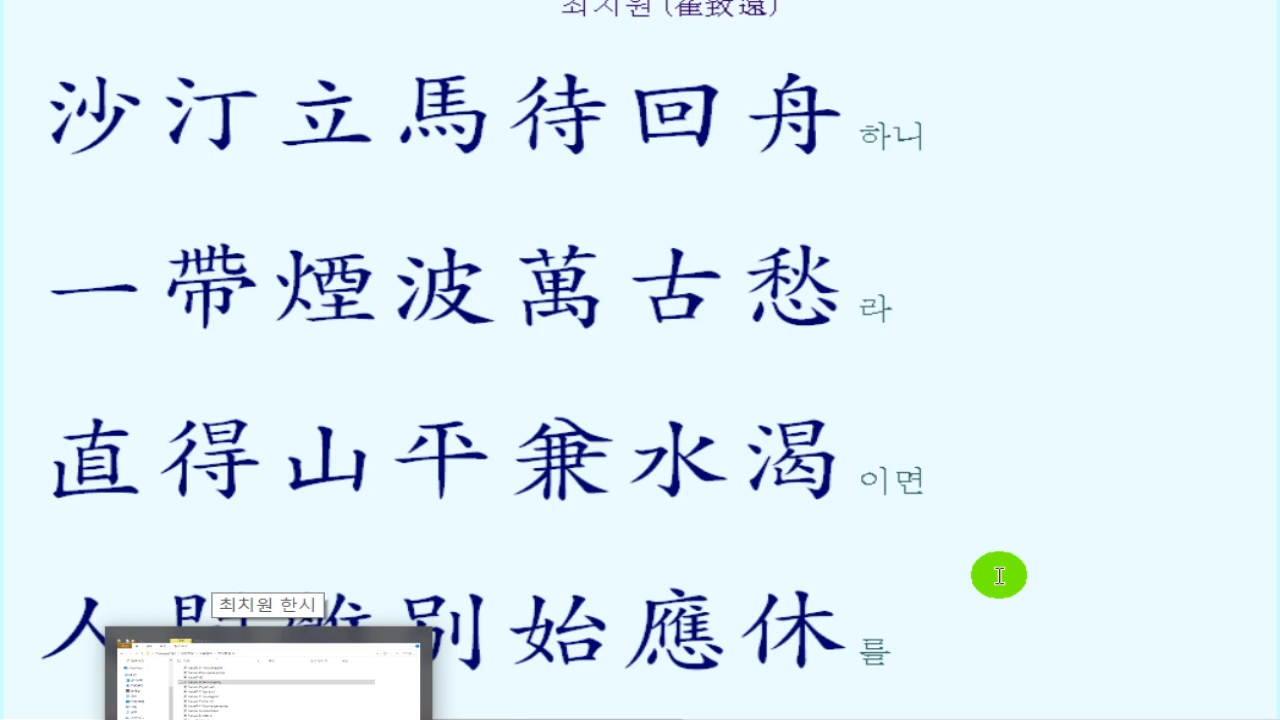 최치원 (崔致遠)
沙汀立馬待回舟 하니
一帶煙波萬古愁 라
直得山平兼水渴 이면
人間離別始應休 를
최치원 한시